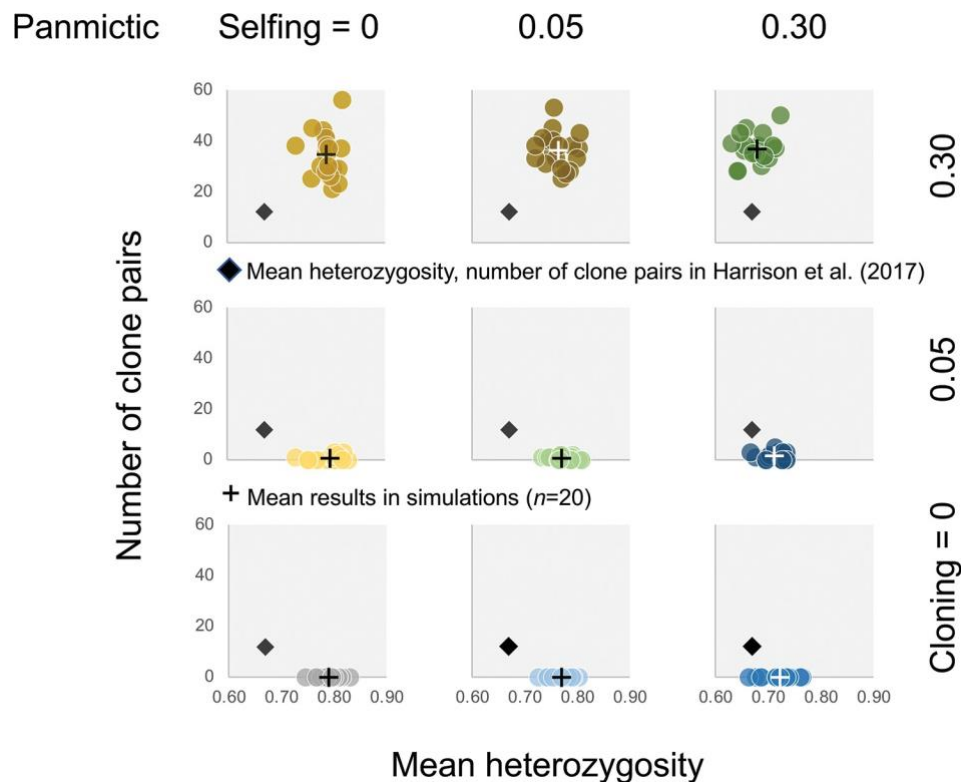 Panmictic Selfing = 0 0.05 0.30
60
40
20
0
0.30
◆ Mean heterozygosity, number of clone pairs in Harrison et al. (2017)
Number of clone pairs
60
40
20
0
0.05
+ Mean results in simulations (n=20)
60
40
20
0
Cloning = 0
0.60 0.70 0.80 0.90 0.60 0.70 0.80 0.90 0.60 0.70 0.80 0.90
Mean heterozygosity